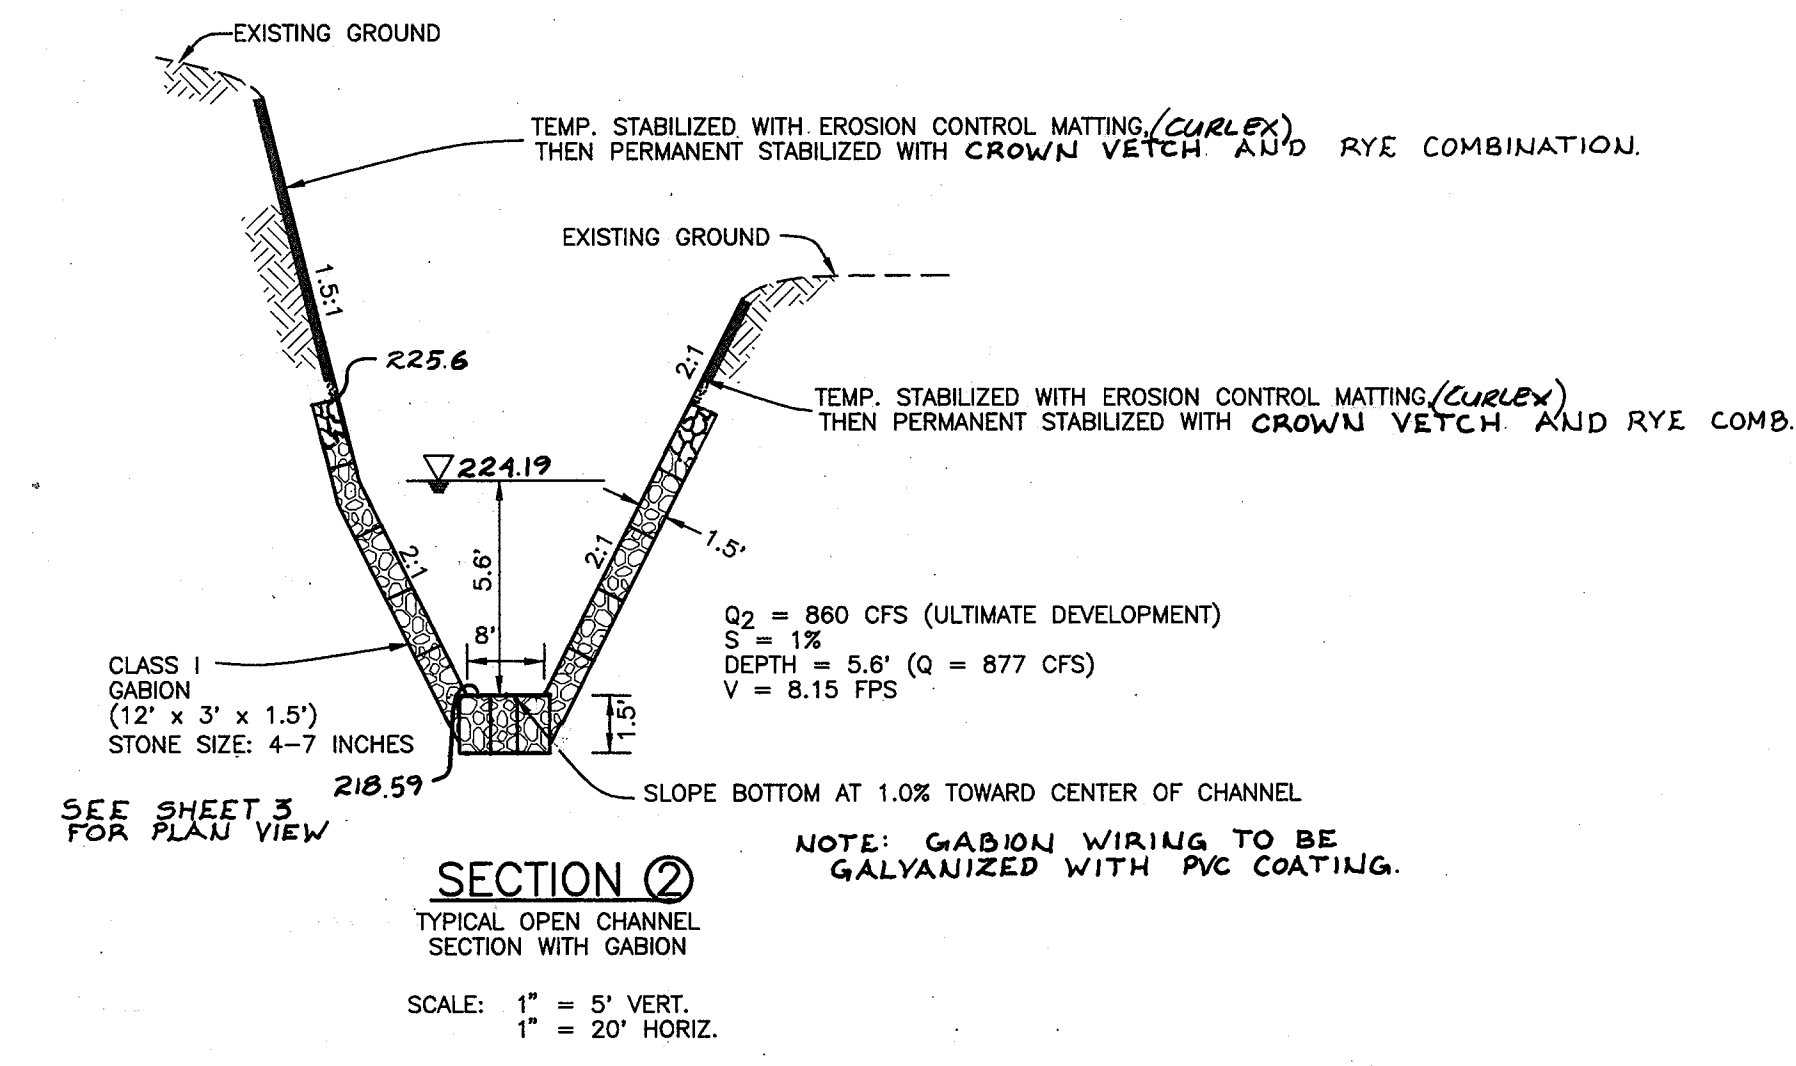 EXISTING GROUND
TEMP. STABILIZED WITH EROSION CONTROL MATTING, (CURLEX)
THEN PERMANENT STABILIZED WITH CROWN VETCH AND RYE COMBINATION.
EXISTING GROUND
1.5:1
225.6
2:1
TEMP. STABILIZED WITH EROSION CONTROL MATTING, (CURLEX)
THEN PERMANENT STABILIZED WITH CROWN VETCH AND RYE COMB.
224.19
1.5'
2:1
2:1
5.6'
8'
Q2 = 860 CFS (ULTIMATE DEVELOPMENT)
S = 1%
DEPTH = 5.6' (Q = 877 CFS)
V = 8.15 FPS
CLASS I
GABION
(12' x 3' x 1.5')
STONE SIZE: 4-7 INCHES
1.5'
218.59
SLOPE BOTTOM AT 1.0% TOWARD CENTER OF CHANNEL
SEE SHEET 3
FOR PLAN VIEW
NOTE: GABION WIRING TO BE
GALVANIZED WITH PVC COATING.
SECTION 2
TYPICAL OPEN CHANNEL
SECTION WITH GABION
SCALE: 1" = 5' VERT.
1" = 20' HORIZ.